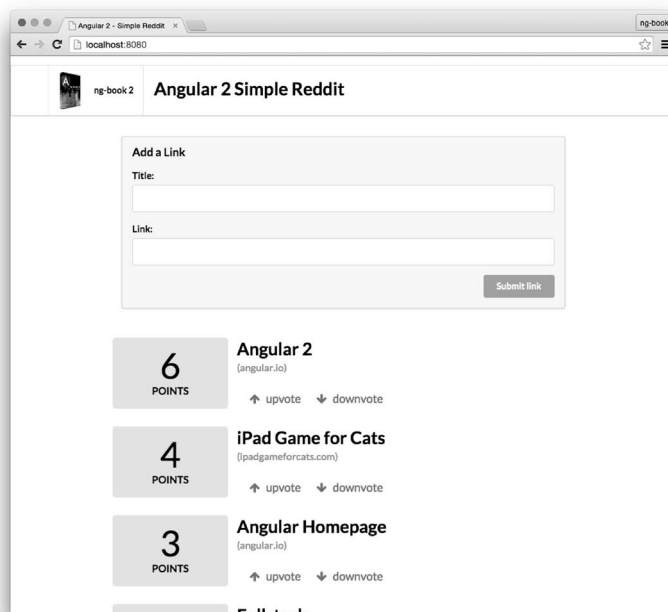 Angular 2 - Simple Reddit
ng-book
localhost:8080
ng-book 2
Angular 2 Simple Reddit
Add a Link
Title:
Link:
Submit link
6
POINTS
Angular 2
(angular.io)
upvote downvote
4
POINTS
iPad Game for Cats
(ipadgameforcats.com)
upvote downvote
3
POINTS
Angular Homepage
(angular.io)
upvote downvote